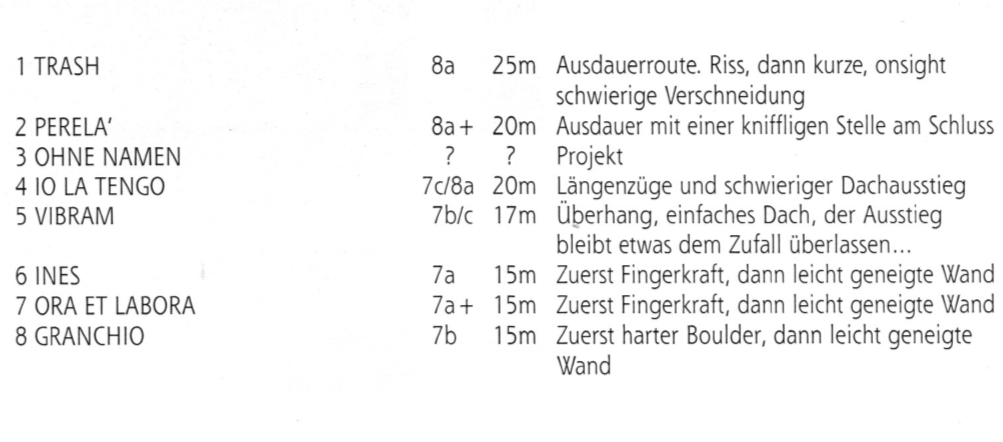 1 TRASH 8a 25m Ausdauerroute. Riss, dann kurze, onsight
schwierige Verschneidung
2 PERELA' 8a+ 20m Ausdauer mit einer kniffligen Stelle am Schluss
3 OHNE NAMEN ? ? Projekt
4 IO LA TENGO 7c/8a 20m Längenzüge und schwieriger Dachausstieg
5 VIBRAM 7b/c 17m Überhang, einfaches Dach, der Ausstieg
bleibt etwas dem Zufall überlassen...
6 INES 7a 15m Zuerst Fingerkraft, dann leicht geneigte Wand
7 ORA ET LABORA 7a+ 15m Zuerst Fingerkraft, dann leicht geneigte Wand
8 GRANCHIO 7b 15m Zuerst harter Boulder, dann leicht geneigte
Wand